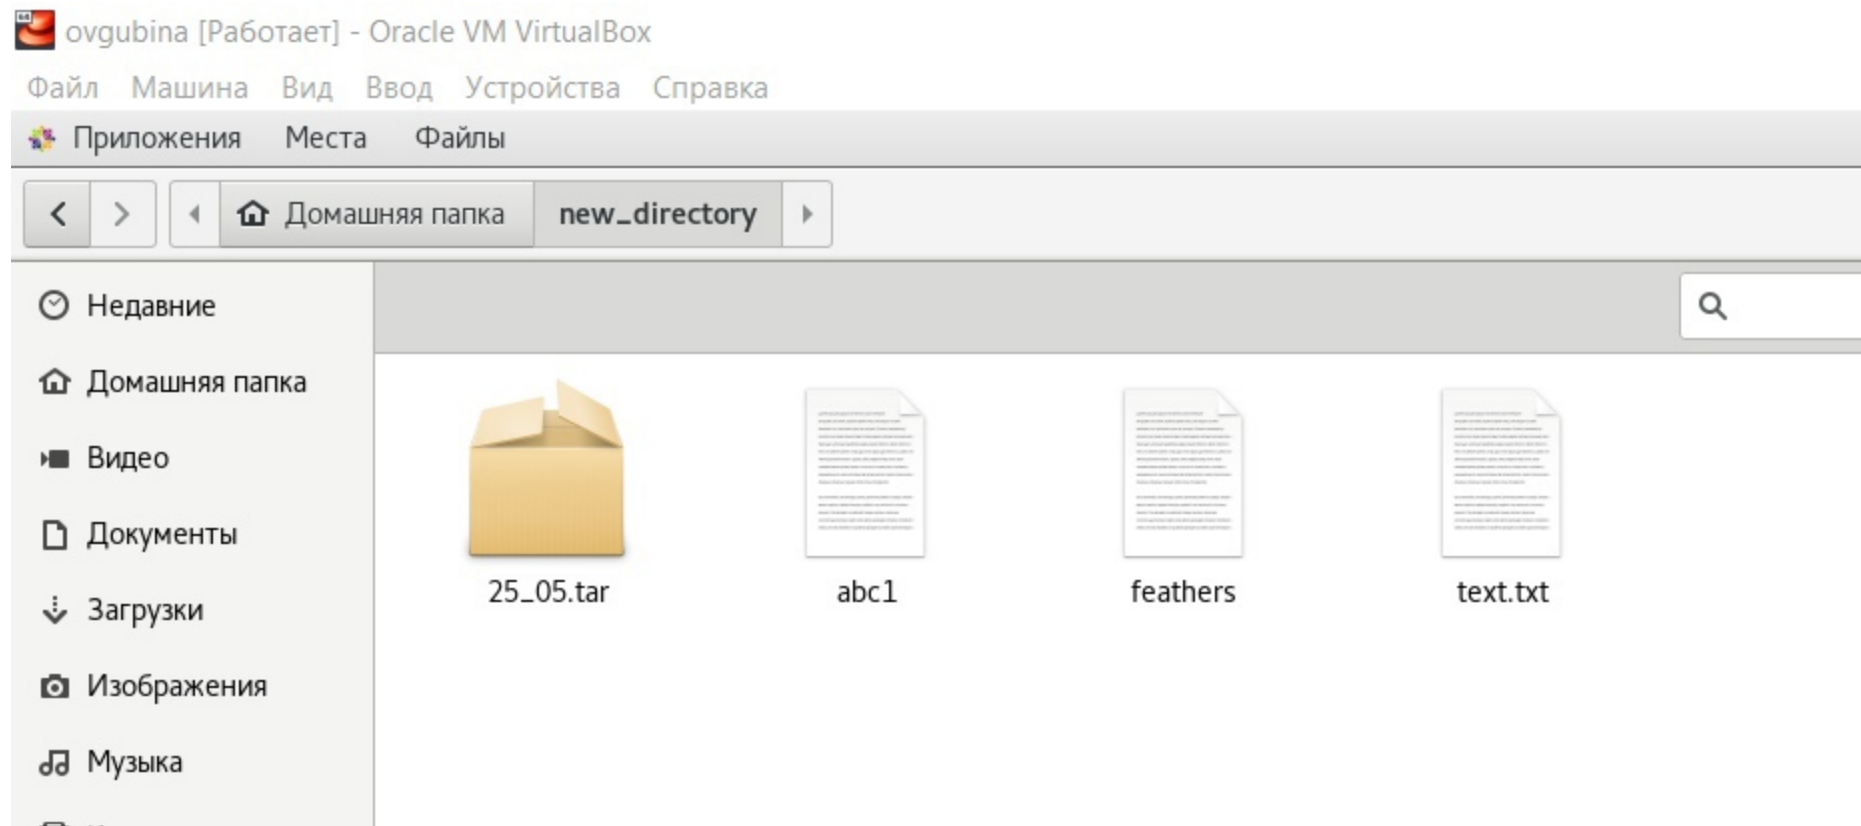 ovgubina [Работает] - Oracle VM VirtualBox
Файл Машина Вид Ввод Устройства Справка
Приложения Места Файлы
Домашняя папка new_directory
Недавние
Домашняя папка
Видео
Документы
Загрузки
Изображения
Музыка
25_05.tar abc1 feathers text.txt